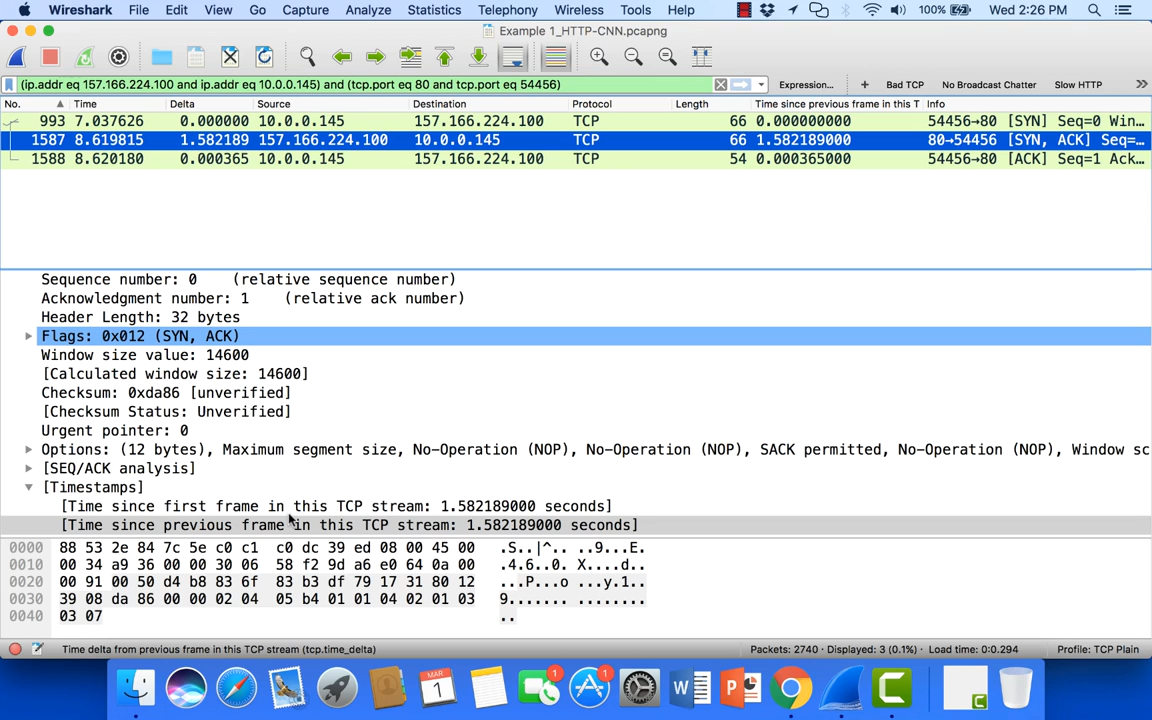 Wireshark File Edit View Go Capture Analyze Statistics Telephony Wireless Tools Help 100% Wed 2:26 PM
Example 1_HTTP-CNN.pcapng
(ip.addr eq 157.166.224.100 and ip.addr eq 10.0.0.145) and (tcp.port eq 80 and tcp.port eq 54456) Expression... + Bad TCP No Broadcast Chatter Slow HTTP »
No. Time Delta Source Destination Protocol Length Time since previous frame in this T Info
993 7.037626 0.000000 10.0.0.145 157.166.224.100 TCP 66 0.000000000 54456→80 [SYN] Seq=0 Win…
1587 8.619815 1.582189 157.166.224.100 10.0.0.145 TCP 66 1.582189000 80→54456 [SYN, ACK] Seq=…
1588 8.620180 0.000365 10.0.0.145 157.166.224.100 TCP 54 0.000365000 54456→80 [ACK] Seq=1 Ack…
Sequence number: 0 (relative sequence number)
Acknowledgment number: 1 (relative ack number)
Header Length: 32 bytes
Flags: 0x012 (SYN, ACK)
Window size value: 14600
[Calculated window size: 14600]
Checksum: 0xda86 [unverified]
[Checksum Status: Unverified]
Urgent pointer: 0
Options: (12 bytes), Maximum segment size, No-Operation (NOP), No-Operation (NOP), SACK permitted, No-Operation (NOP), Window sc
[SEQ/ACK analysis]
[Timestamps]
[Time since first frame in this TCP stream: 1.582189000 seconds]
[Time since previous frame in this TCP stream: 1.582189000 seconds]
0000 88 53 2e 84 7c 5e c0 c1 c0 dc 39 ed 08 00 45 00 .S..|^.. ..9...E.
0010 00 34 a9 36 00 00 30 06 58 f2 9d a6 e0 64 0a 00 .4.6..0. X....d..
0020 00 91 00 50 d4 b8 83 6f 83 b3 df 79 17 31 80 12 ...P...o ...y.1..
0030 39 08 da 86 00 00 02 04 05 b4 01 01 04 02 01 03 9....... ........
0040 03 07 ..
Time delta from previous frame in this TCP stream (tcp.time_delta) Packets: 2740 · Displayed: 3 (0.1%) · Load time: 0:0.294 Profile: TCP Plain
MAR 1 1 1 W P C C